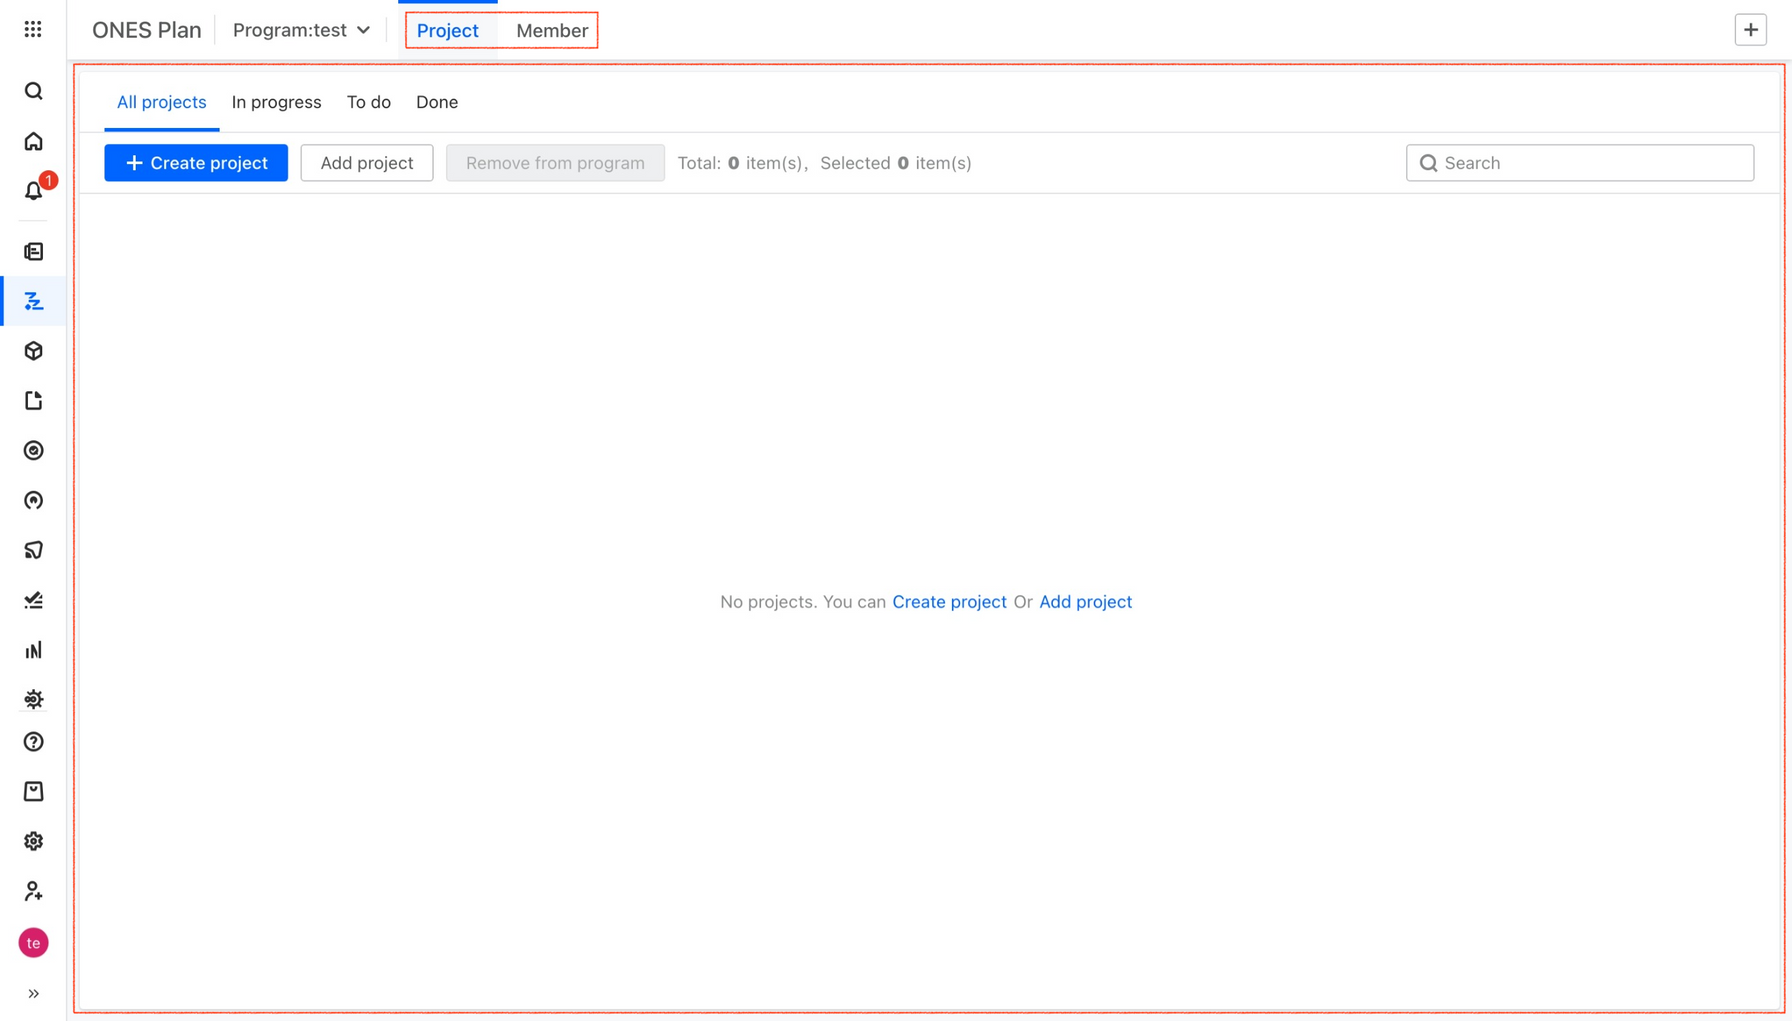 ONES Plan Program:test Project Member
1
All projects In progress To do Done
Create project Add project Remove from program Total: 0 item(s), Selected 0 item(s) Search
No projects. You can Create project Or Add project
te